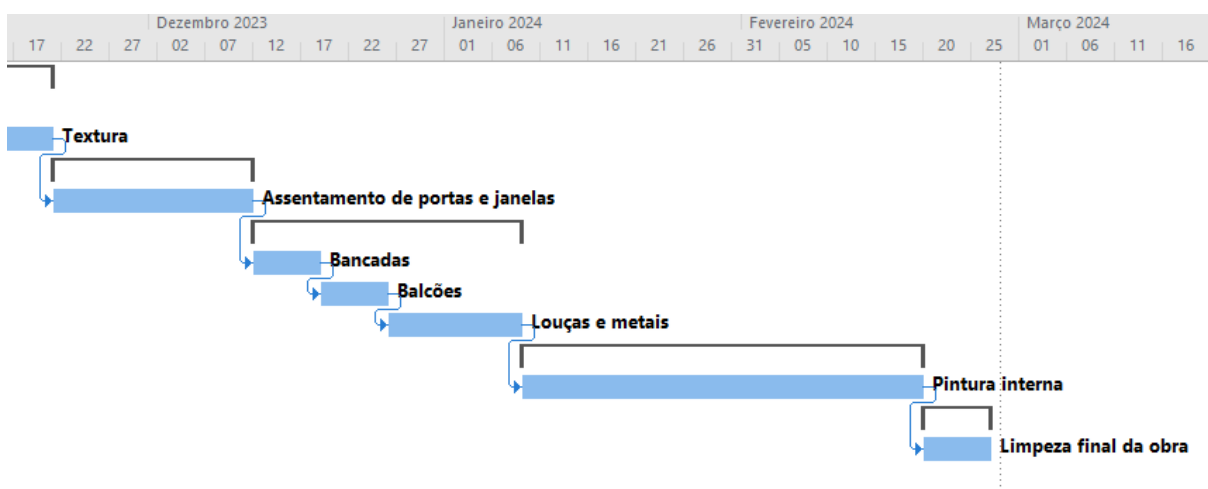 Dezembro 2023 Janeiro 2024 Fevereiro 2024 Março 2024
17 22 27 02 07 12 17 22 27 01 06 11 16 21 26 31 05 10 15 20 25 01 06 11 16
Textura
Assentamento de portas e janelas
Bancadas
Balcões
Louças e metais
Pintura interna
Limpeza final da obra